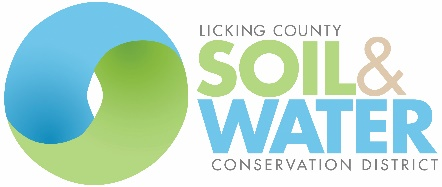 LICKING COUNTY
SOIL&
WATER
CONSERVATION DISTRICT